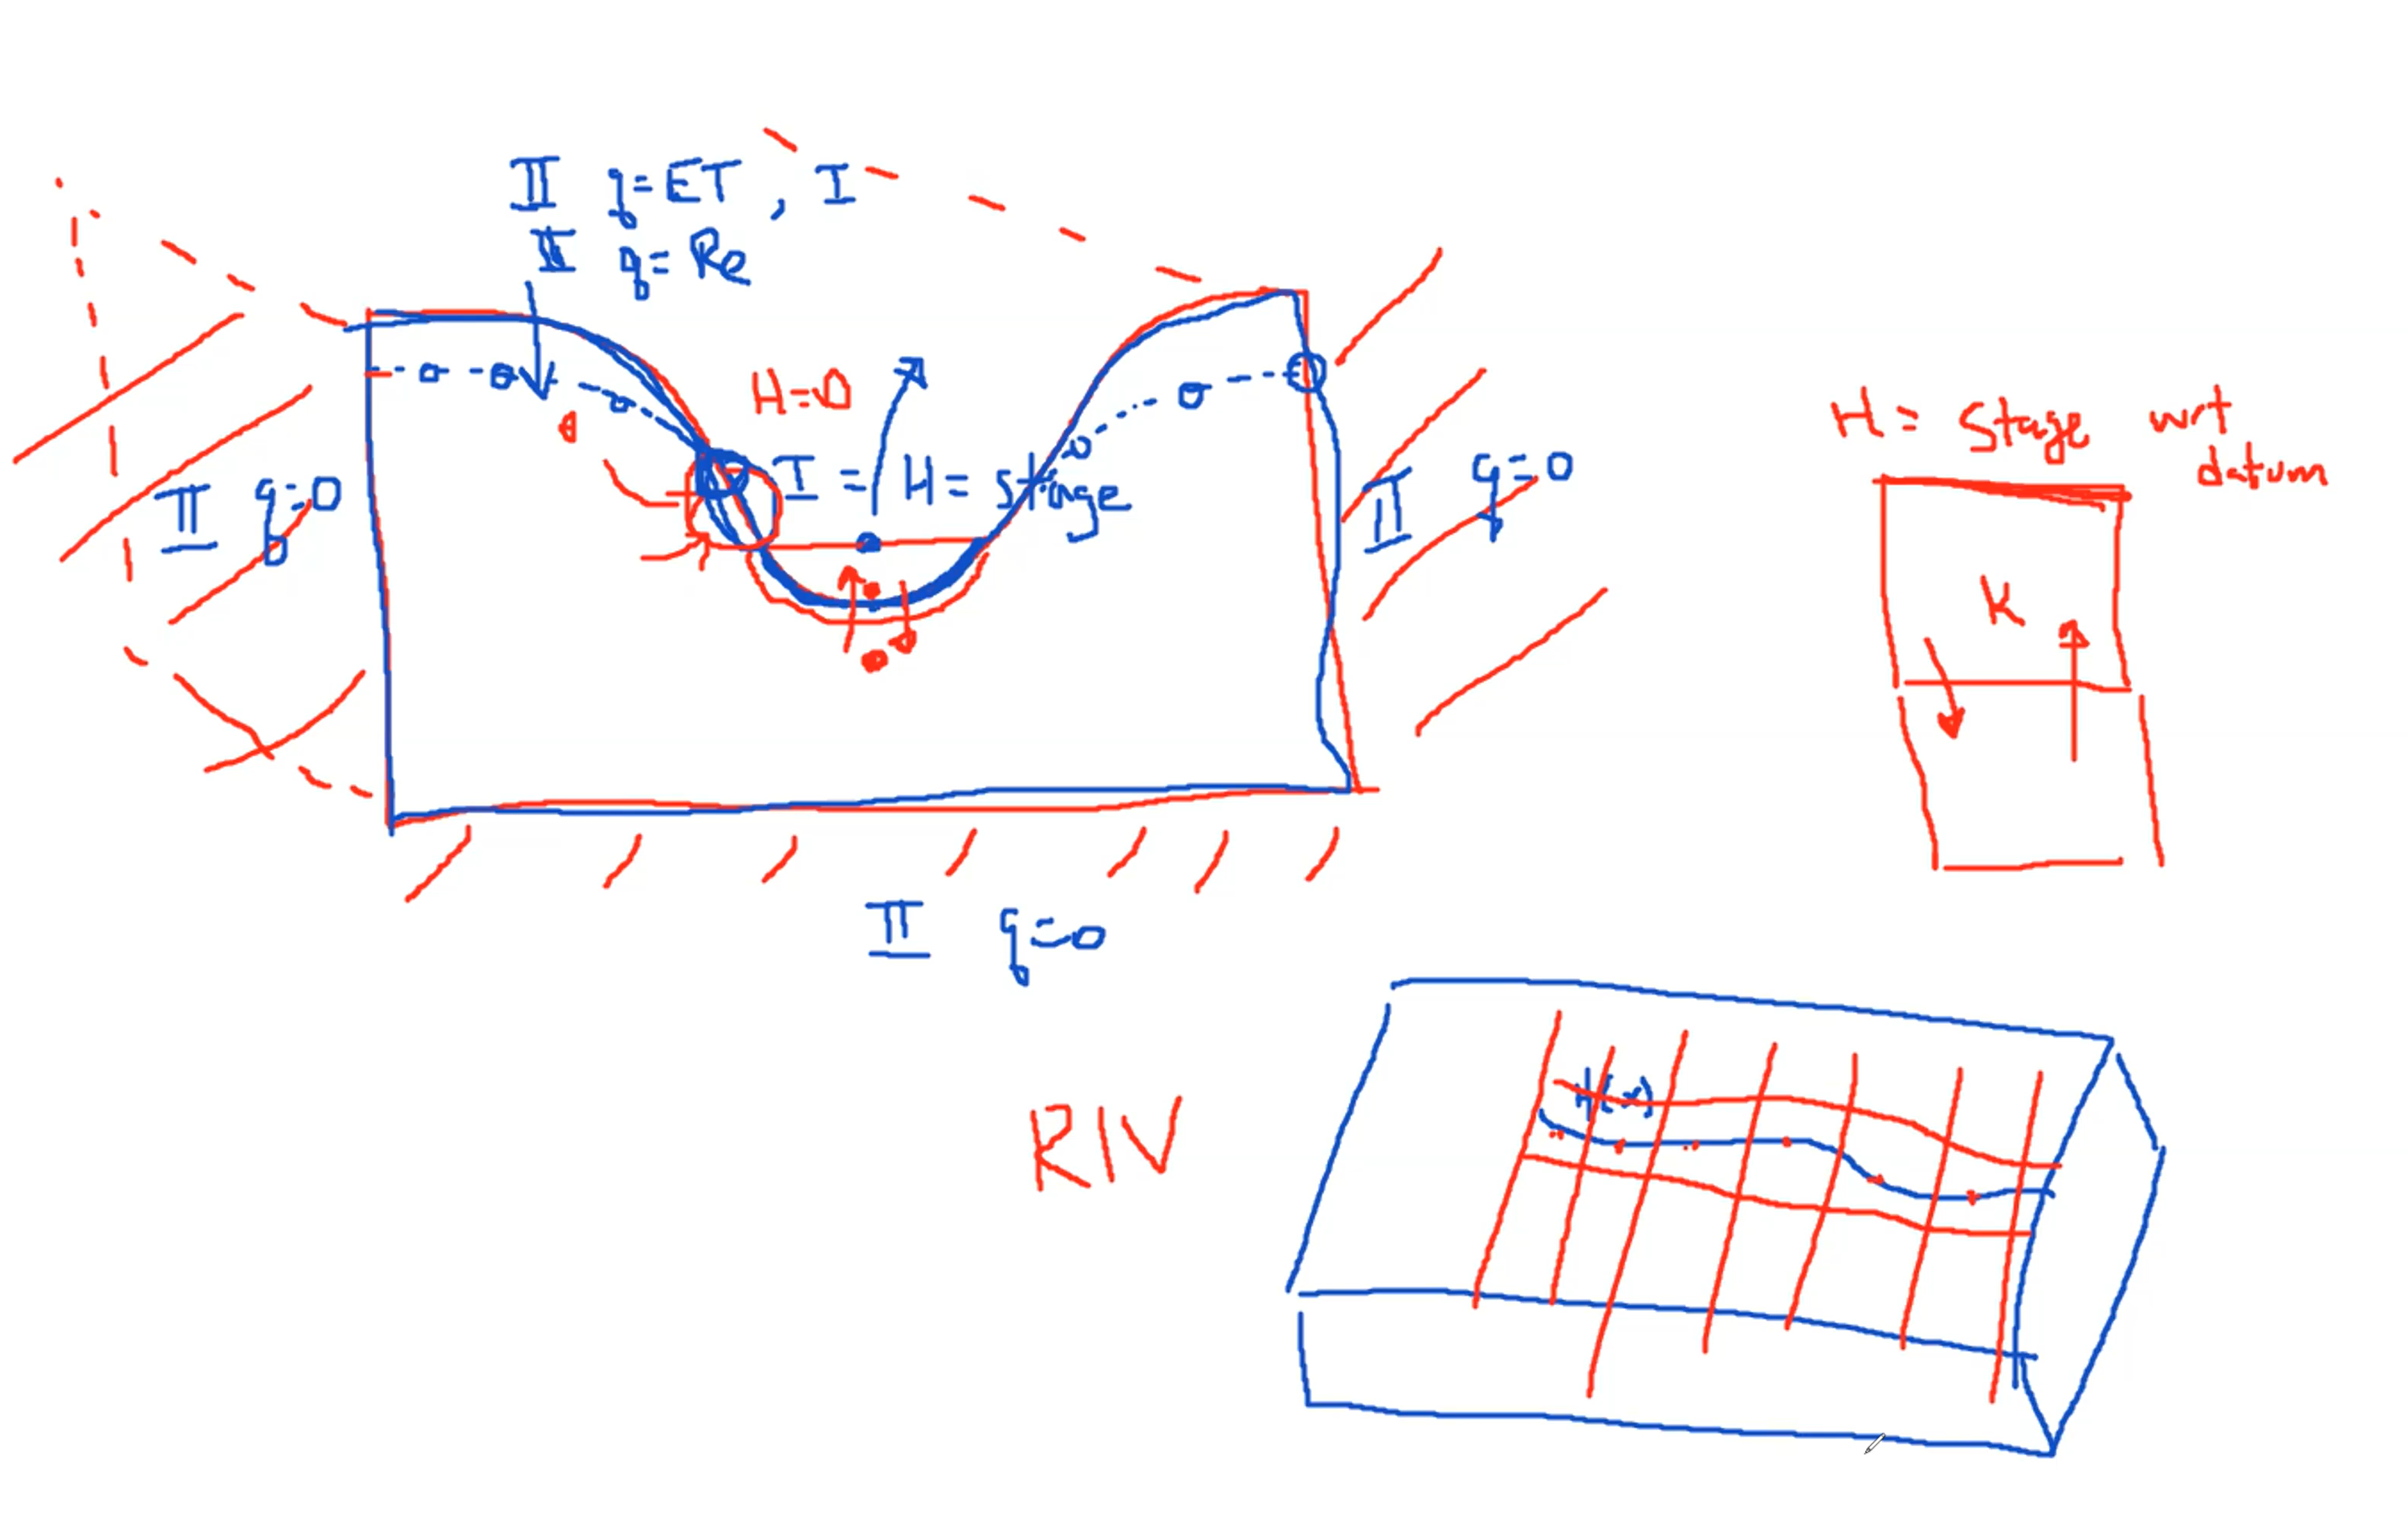 II q=ET, I
II q=Re
H=0
I = H= stage
II q=0
II q=0
II q=0
H= Stage wrt
datum
K
H(x)
RIV